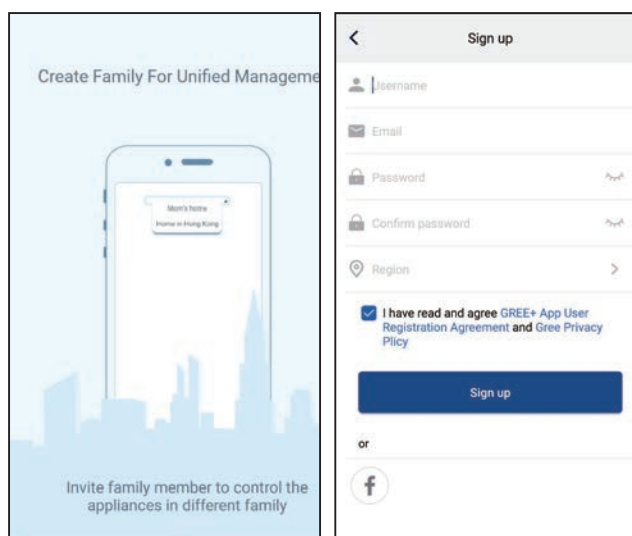 Create Family For Unified Manageme
Mom's home
Home in Hong Kong
Invite family member to control the
appliances in different family
Sign up
Username
Email
Password
Confirm password
Region
I have read and agree GREE+ App User
Registration Agreement and Gree Privacy
Plicy
Sign up
or